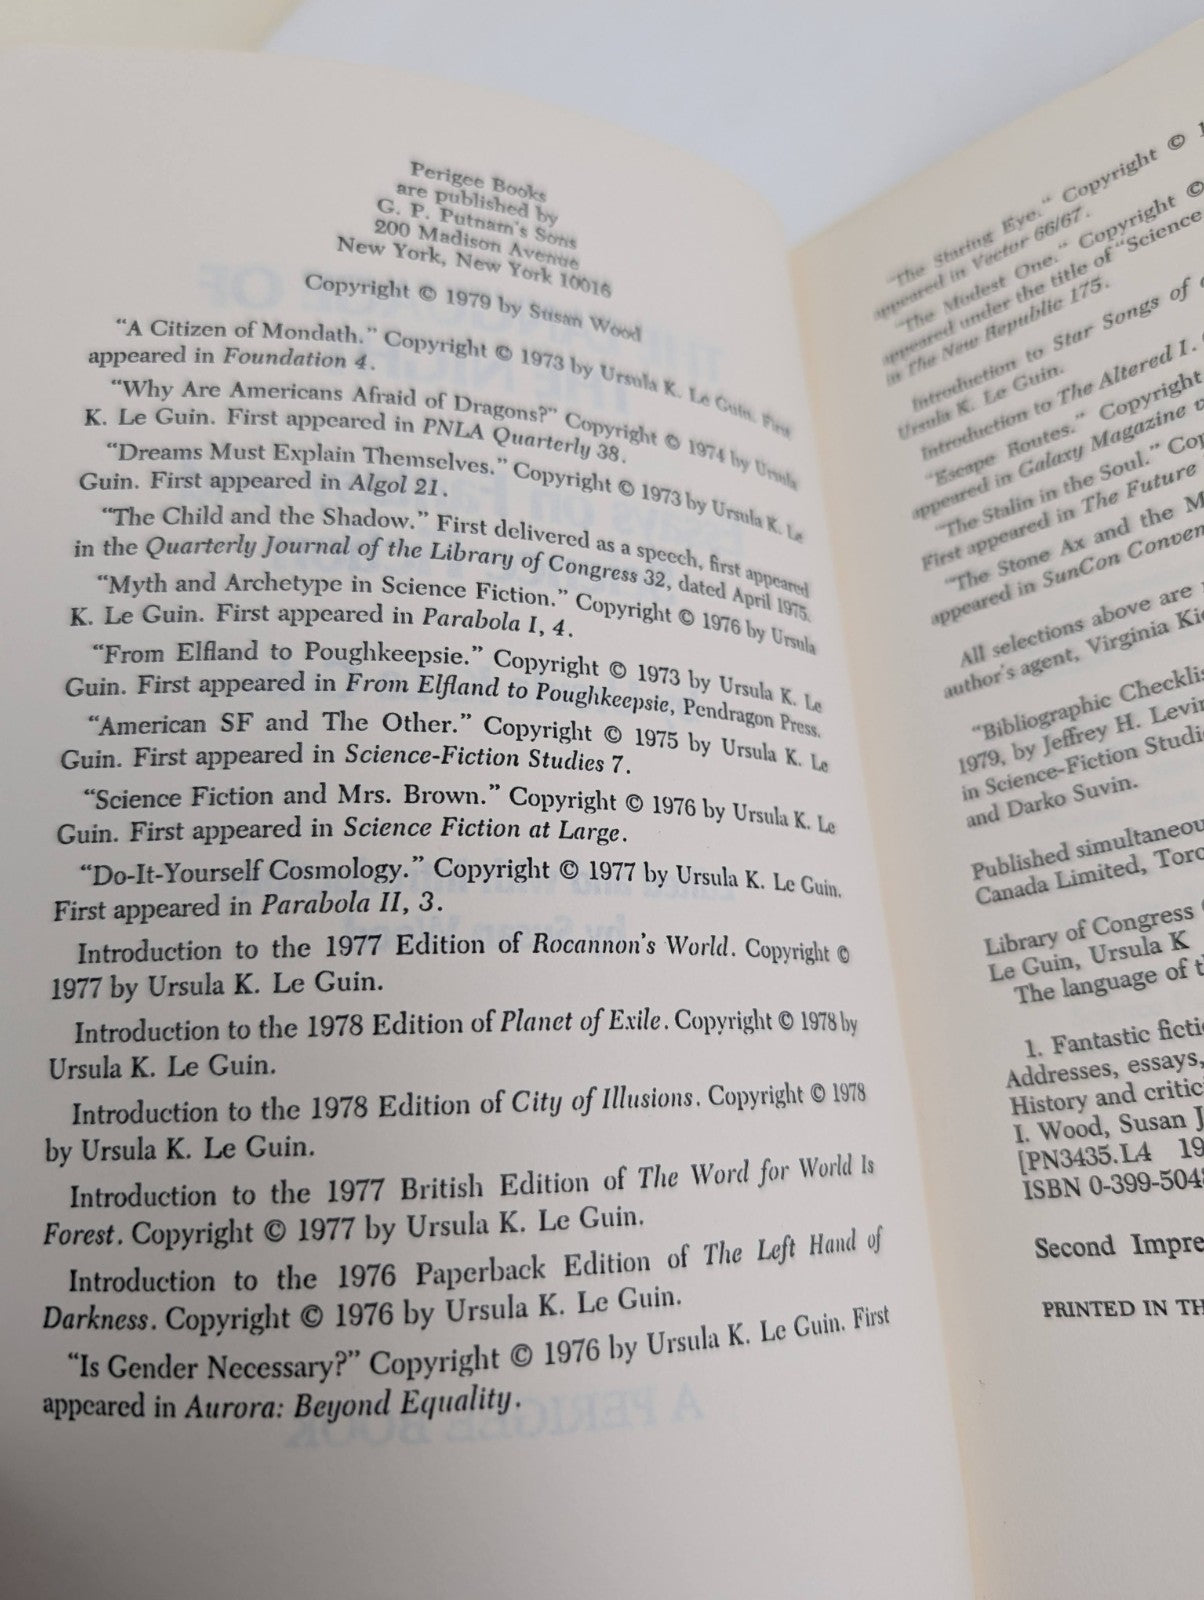 Perigee Books
are published by
G. P. Putnam's Sons
200 Madison Avenue
New York, New York 10016
Copyright © 1979 by Susan Wood
"A Citizen of Mondath." Copyright © 1973 by Ursula K. Le Guin. First
appeared in Foundation 4.
"Why Are Americans Afraid of Dragons?" Copyright © 1974 by Ursula
K. Le Guin. First appeared in PNLA Quarterly 38.
"Dreams Must Explain Themselves." Copyright © 1973 by Ursula K. Le
Guin. First appeared in Algol 21.
"The Child and the Shadow." First delivered as a speech, first appeared
in the Quarterly Journal of the Library of Congress 32, dated April 1975.
"Myth and Archetype in Science Fiction." Copyright © 1976 by Ursula
K. Le Guin. First appeared in Parabola I, 4.
"From Elfland to Poughkeepsie." Copyright © 1973 by Ursula K. Le
Guin. First appeared in From Elfland to Poughkeepsie, Pendragon Press.
"American SF and The Other." Copyright © 1975 by Ursula K. Le
Guin. First appeared in Science-Fiction Studies 7.
"Science Fiction and Mrs. Brown." Copyright © 1976 by Ursula K. Le
Guin. First appeared in Science Fiction at Large.
"Do-It-Yourself Cosmology." Copyright © 1977 by Ursula K. Le Guin.
First appeared in Parabola II, 3.
Introduction to the 1977 Edition of Rocannon's World. Copyright ©
1977 by Ursula K. Le Guin.
Introduction to the 1978 Edition of Planet of Exile. Copyright © 1978 by
Ursula K. Le Guin.
Introduction to the 1978 Edition of City of Illusions. Copyright © 1978
by Ursula K. Le Guin.
Introduction to the 1977 British Edition of The Word for World Is
Forest. Copyright © 1977 by Ursula K. Le Guin.
Introduction to the 1976 Paperback Edition of The Left Hand of
Darkness. Copyright © 1976 by Ursula K. Le Guin.
"Is Gender Necessary?" Copyright © 1976 by Ursula K. Le Guin. First
appeared in Aurora: Beyond Equality.
"The Staring Eye." Copyright © 1
appeared in Vector 66/67.
"The Modest One." Copyright ©
appeared under the title of "Science
in The New Republic 175.
Introduction to Star Songs of
Ursula K. Le Guin.
Introduction to The Altered I.
"Escape Routes." Copyright
appeared in Galaxy Magazine
"The Stalin in the Soul." Cop
First appeared in The Future
"The Stone Ax and the M
appeared in SunCon Conven
All selections above are
author's agent, Virginia Ki
"Bibliographic Checklis
1979, by Jeffrey H. Levin
in Science-Fiction Studie
and Darko Suvin.
Published simultaneou
Canada Limited, Toro
Library of Congress
Le Guin, Ursula K
The language of t
1. Fantastic fictio
Addresses, essays,
History and critic
I. Wood, Susan J
[PN3435.L4 19
ISBN 0-399-504
Second Impre
PRINTED IN TH